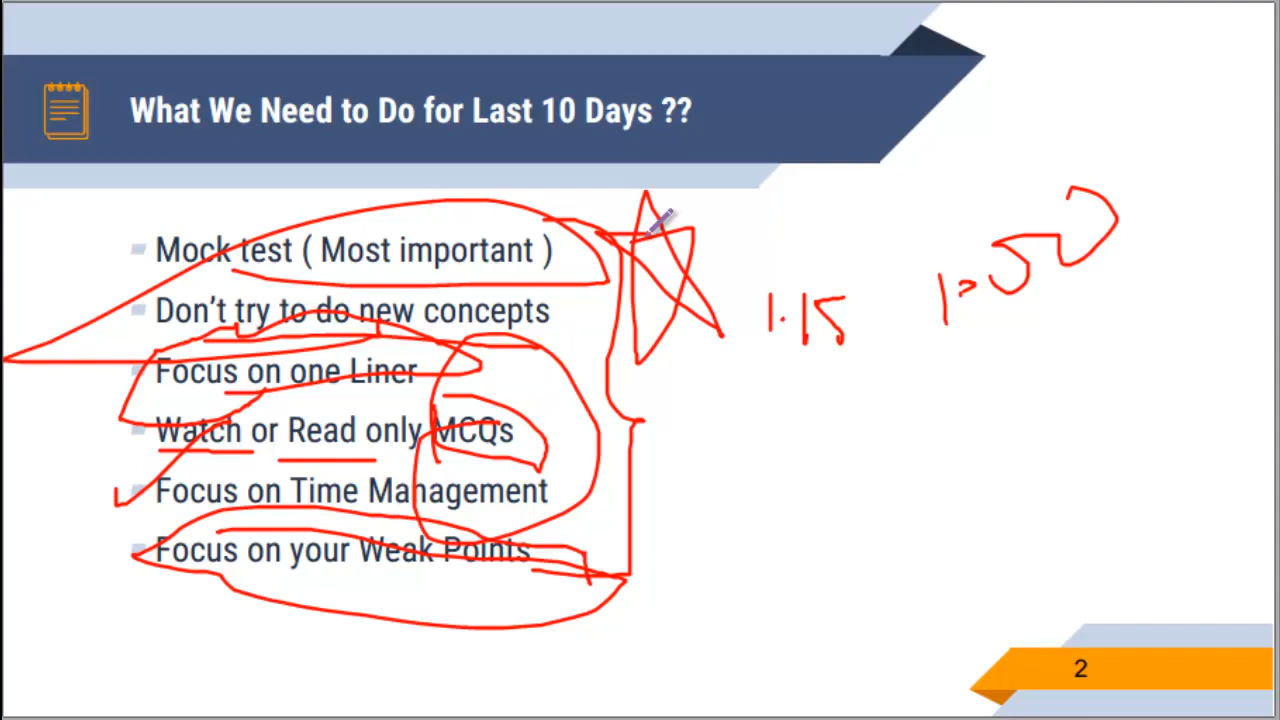 What We Need to Do for Last 10 Days ??
Mock test ( Most important )
Don't try to do new concepts
Focus on one Liner
Watch or Read only MCQs
Focus on Time Management
Focus on your Weak Points
1.15
2